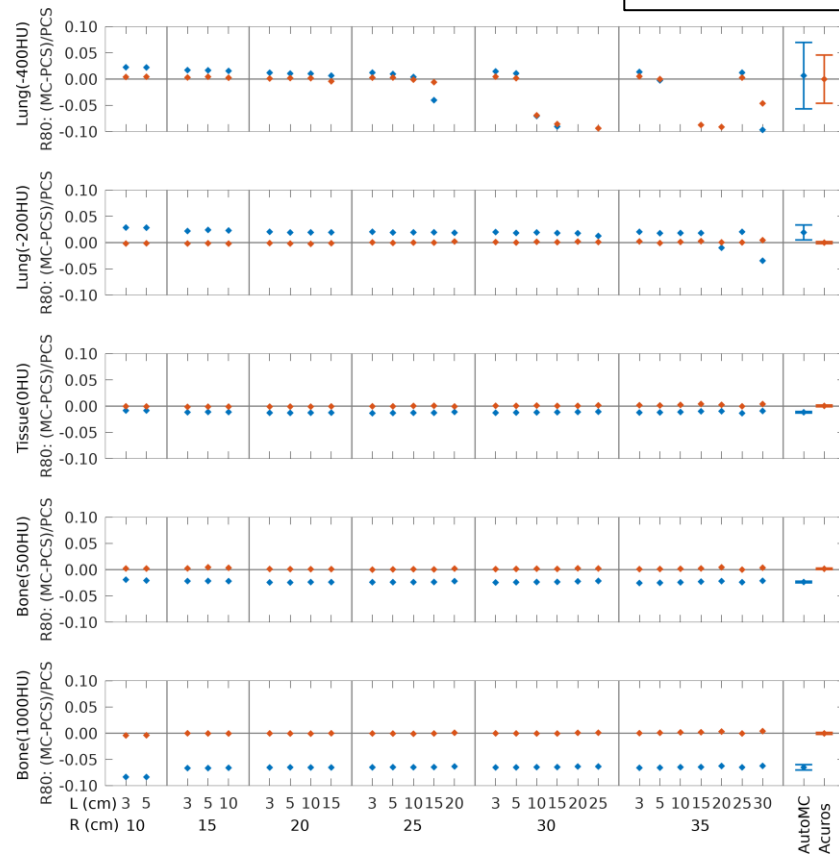 Lung(-400HU)
R80: (MC-PCS)/PCS
0.10
0.05
0.00
-0.05
-0.10
Lung(-200HU)
R80: (MC-PCS)/PCS
0.10
0.05
0.00
-0.05
-0.10
Tissue(0HU)
R80: (MC-PCS)/PCS
0.10
0.05
0.00
-0.05
-0.10
Bone(500HU)
R80: (MC-PCS)/PCS
0.10
0.05
0.00
-0.05
-0.10
Bone(1000HU)
R80: (MC-PCS)/PCS
0.10
0.05
0.00
-0.05
-0.10
L (cm) 3 5 3 5 10 3 5 10 15 3 5 10 15 20 3 5 10 15 20 25 3 5 10 15 20 25 30
R (cm) 10 15 20 25 30 35
AutoMC
Acuros